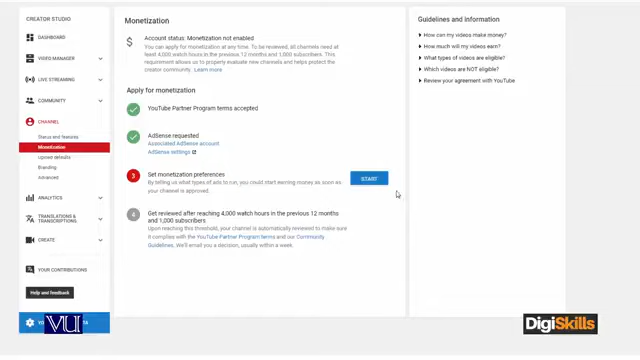 CREATOR STUDIO
DASHBOARD
VIDEO MANAGER
LIVE STREAMING
COMMUNITY
CHANNEL
Status and features
Monetization
Upload defaults
Branding
Advanced
ANALYTICS
TRANSLATIONS &
TRANSCRIPTIONS
CREATE
YOUR CONTRIBUTIONS
Help and feedback
VU
Monetization
$
Account status: Monetization not enabled
You can apply for monetization at any time. To be reviewed, all channels need at
least 4,000 watch hours in the previous 12 months and 1,000 subscribers. This
requirement allows us to properly evaluate new channels and helps protect the
creator community. Learn more
Apply for monetization
YouTube Partner Program terms accepted
AdSense requested
Associated AdSense account
AdSense settings
3
Set monetization preferences
By telling us what types of ads to run, you could start earning money as soon as
your channel is approved.
START
4
Get reviewed after reaching 4,000 watch hours in the previous 12 months
and 1,000 subscribers
Upon reaching this threshold, your channel is automatically reviewed to make sure
it complies with the YouTube Partner Program terms and our Community
Guidelines. We'll email you a decision, usually within a week.
Guidelines and information
How can my videos make money?
How much will my videos earn?
What types of videos are eligible?
Which videos are NOT eligible?
Review your agreement with YouTube
DigiSkills